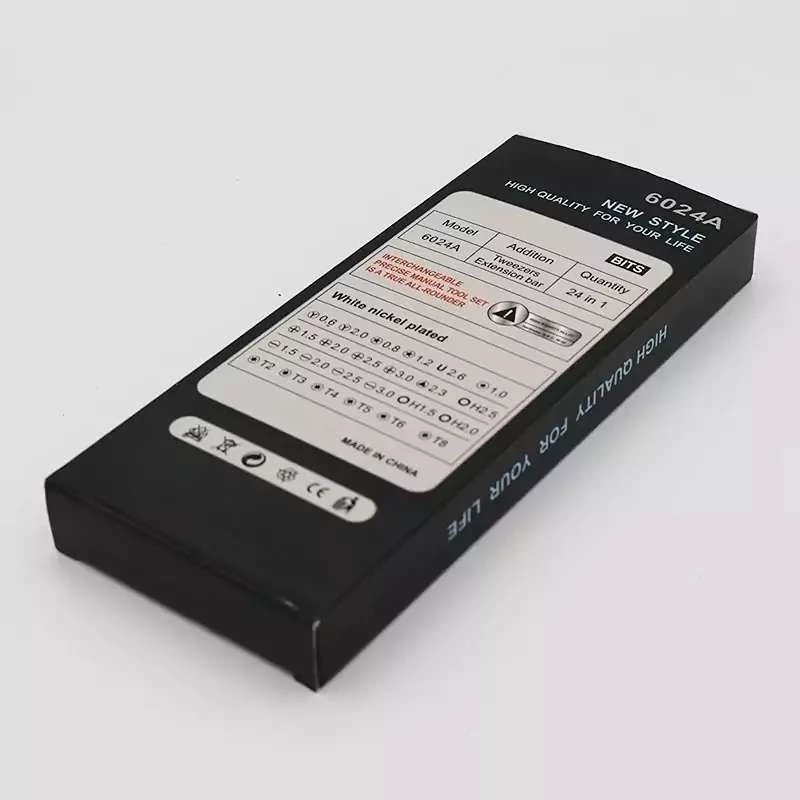 6024A
NEW STYLE
HIGH QUALITY FOR YOUR LIFE
BITS
Model Addition Quantity
6024A Tweezers Extension bar 24 in 1
INTERCHANGEABLE
PRECISE MANUAL TOOL SET
IS A TRUE ALL-ROUNDER
White nickel plated
0.6 2.0 0.8 1.2 U 2.6 1.0
1.5 2.0 2.5 3.0 2.3 H2.5
1.5 2.0 2.5 3.0 H1.5 H2.0
T2 T3 T4 T5 T6 T8
MADE IN CHINA
CE
HIGH QUALITY FOR YOUR LIFE